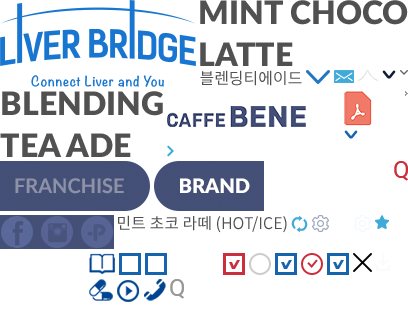 LIVER BRIDGE
Connect Liver and You
MINT CHOCO
LATTE
블렌딩티에이드
BLENDING
TEA ADE
CAFFE BENE
FRANCHISE
BRAND
민트 초코 라떼 (HOT/ICE)
Q
Q